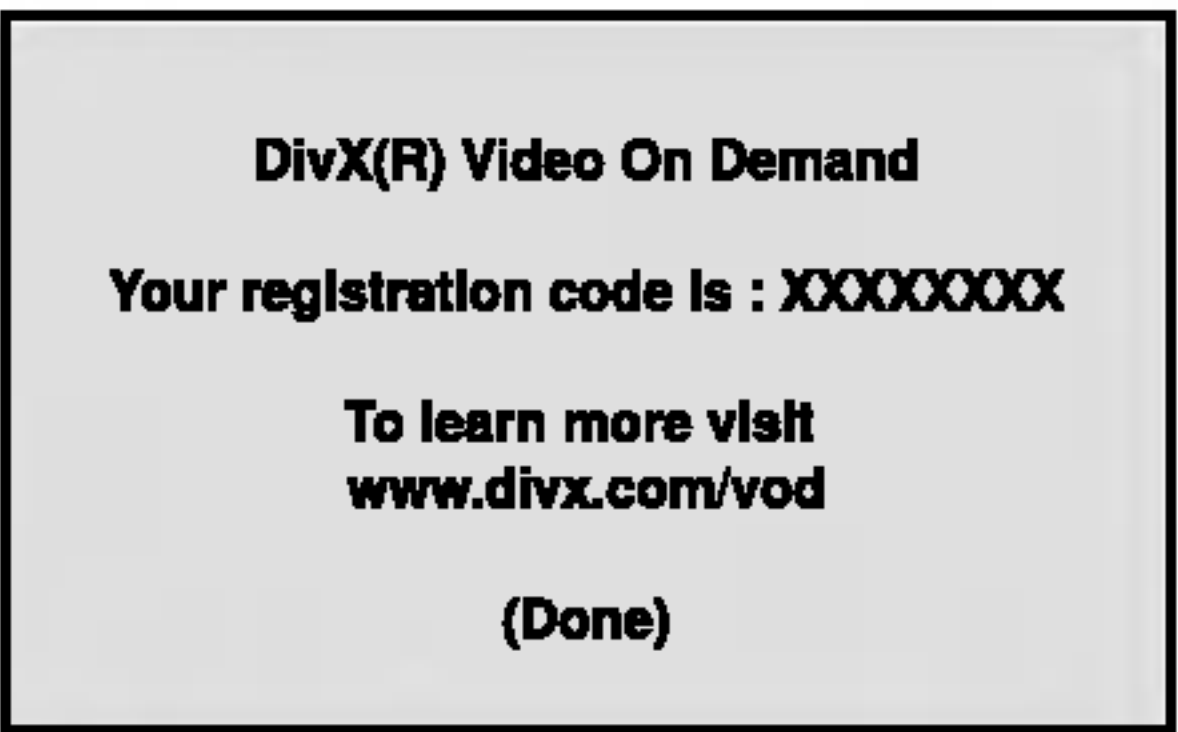 DivX(R) Video On Demand
Your registration code is : XXXXXXXX
To learn more visit
www.divx.com/vod
(Done)